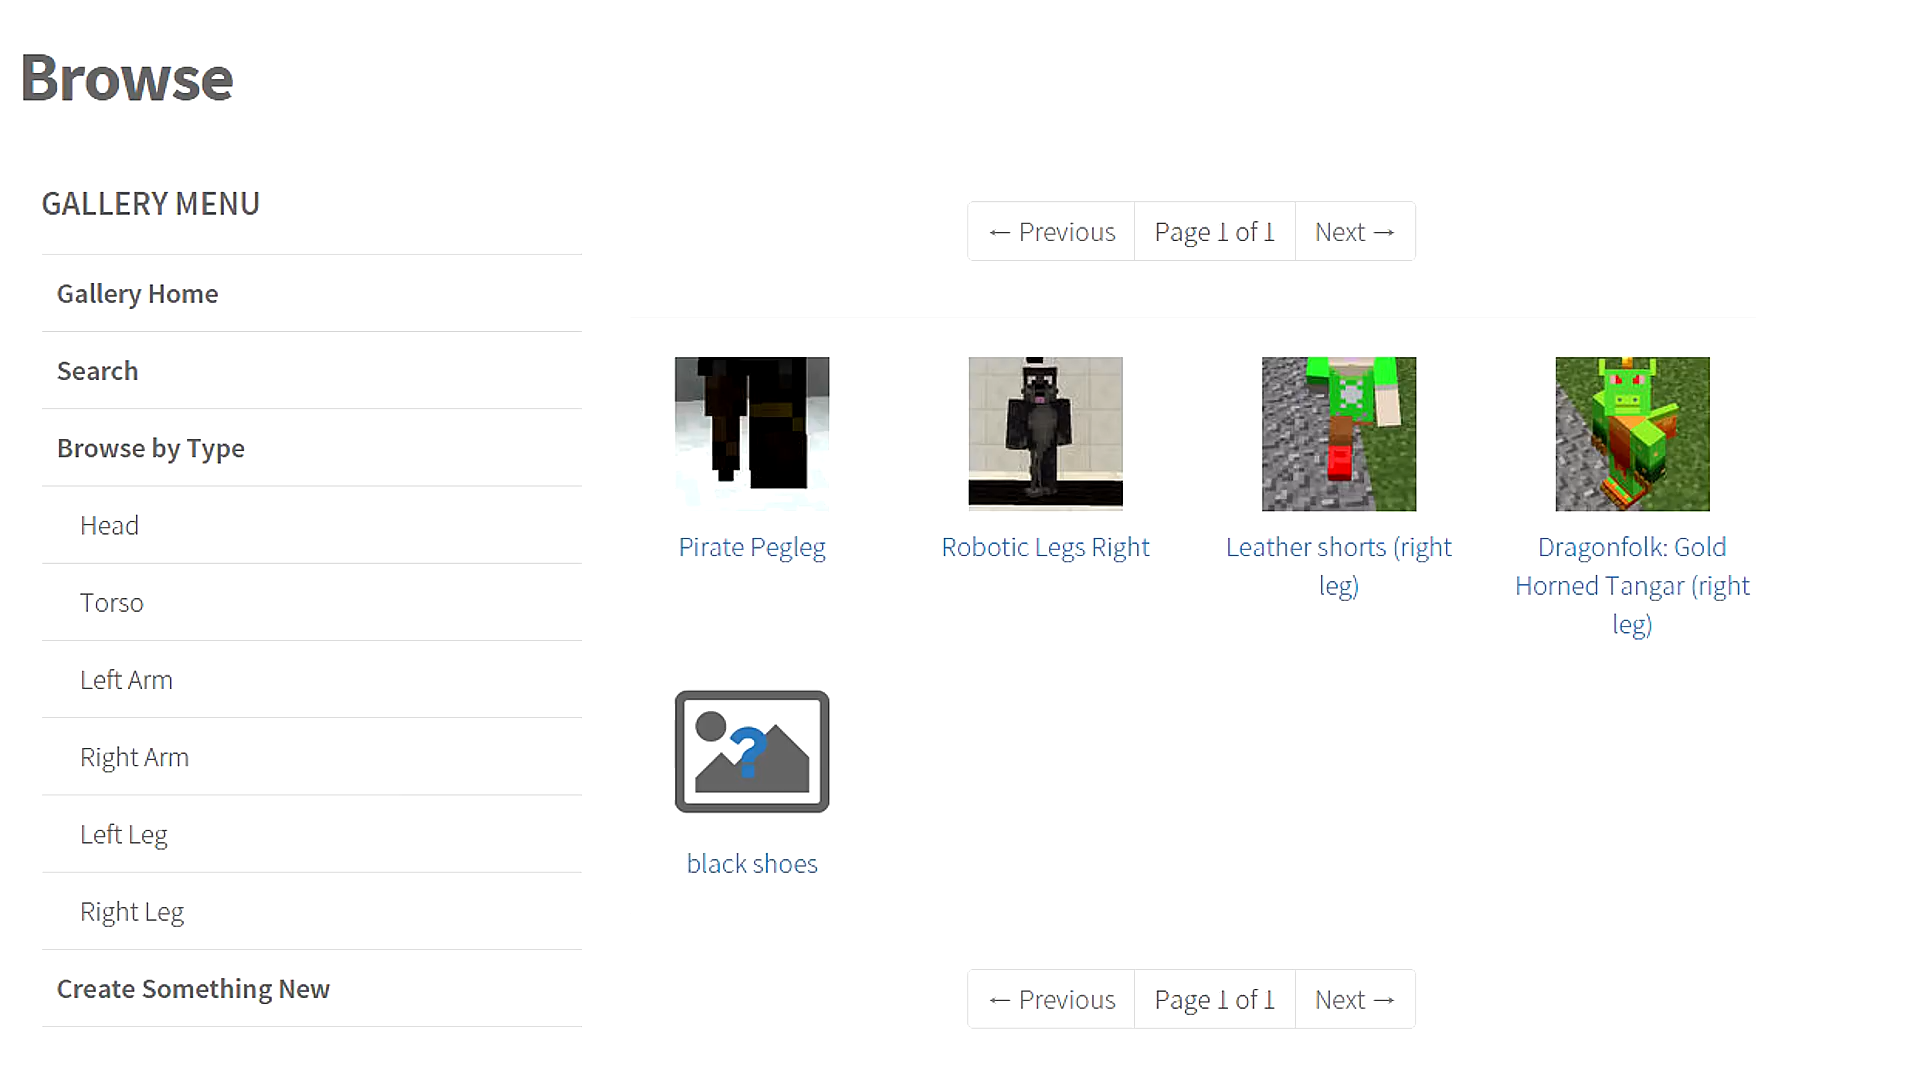 Browse
GALLERY MENU
Gallery Home
Search
Browse by Type
Head
Torso
Left Arm
Right Arm
Left Leg
Right Leg
Create Something New
← Previous
Page 1 of 1
Next →
Pirate Pegleg
Robotic Legs Right
Leather shorts (right
leg)
Dragonfolk: Gold
Horned Tangar (right
leg)
?
black shoes
← Previous
Page 1 of 1
Next →